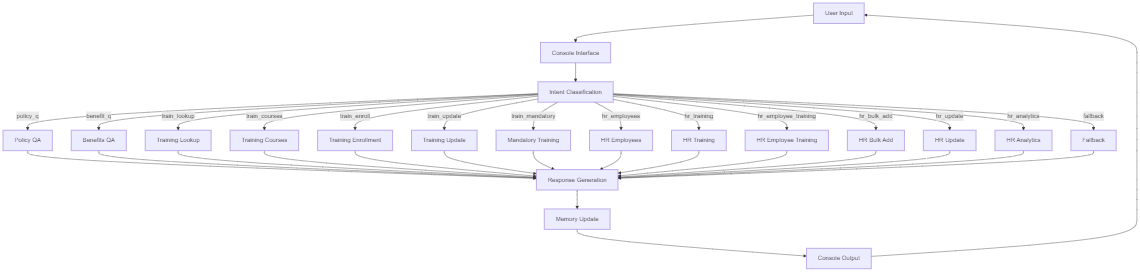 User Input
Console Interface
Intent Classification
policy_q
benefit_q
train_lookup
train_courses
train_enroll
train_update
train_mandatory
hr_employees
hr_training
hr_employee_training
hr_bulk_add
hr_update
hr_analytics
fallback
Policy QA
Benefits QA
Training Lookup
Training Courses
Training Enrollment
Training Update
Mandatory Training
HR Employees
HR Training
HR Employee Training
HR Bulk Add
HR Update
HR Analytics
Fallback
Response Generation
Memory Update
Console Output